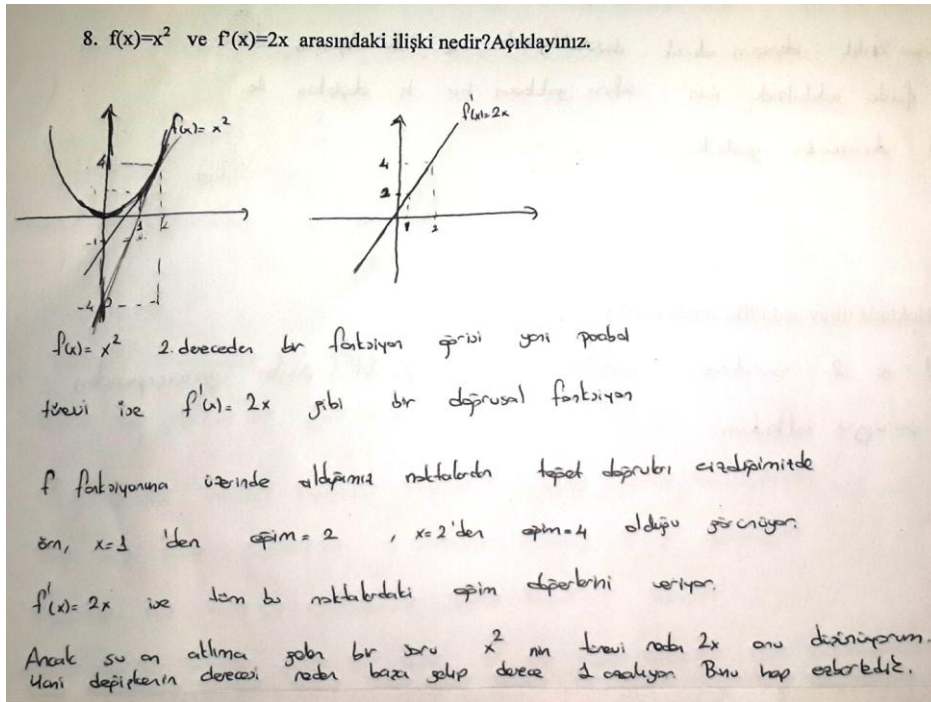 8. f(x)=x² ve f'(x)=2x arasındaki ilişki nedir?Açıklayınız.
f(x)= x²
f'(x)=2x
4
4
2
1 2
1 2
-1
-4
f(x)= x² 2. dereceden bir fonksiyon eğrisi yani parabol
türevi ise f'(x)= 2x gibi bir doğrusal fonksiyon
f fonksiyonuna üzerinde aldığımız noktalardan teğet doğruları çizdiğimizde
örn, x=1 'den eğim = 2 , x=2'den eğim=4 olduğu görünüyor.
f'(x)= 2x ise tüm bu noktalardaki eğim değerlerini veriyor.
Ancak şu an aklıma gelen bir soru x² nin türevi neden 2x onu düşünüyorum.
Yani değişkenin derecesi neden başa gelip derece 1 azalıyor. Bunu hep ezberledik.